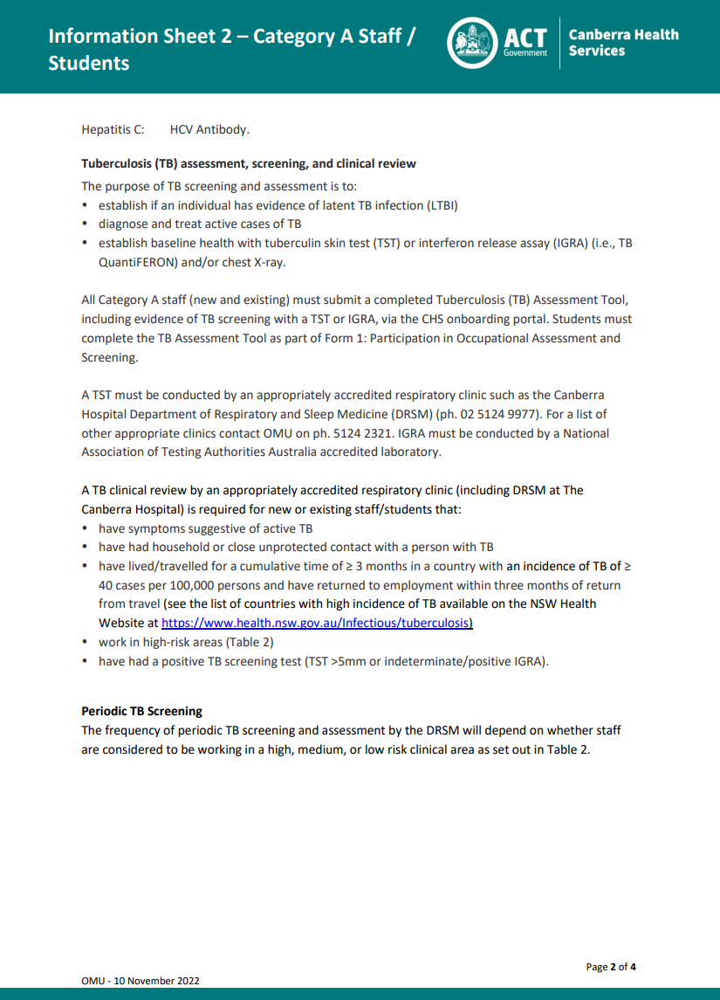 Information Sheet 2 – Category A Staff /
Students
ACT
Government
Canberra Health
Services
Hepatitis C: HCV Antibody.
Tuberculosis (TB) assessment, screening, and clinical review
The purpose of TB screening and assessment is to:
• establish if an individual has evidence of latent TB infection (LTBI)
• diagnose and treat active cases of TB
• establish baseline health with tuberculin skin test (TST) or interferon release assay (IGRA) (i.e., TB
QuantiFERON) and/or chest X-ray.
All Category A staff (new and existing) must submit a completed Tuberculosis (TB) Assessment Tool,
including evidence of TB screening with a TST or IGRA, via the CHS onboarding portal. Students must
complete the TB Assessment Tool as part of Form 1: Participation in Occupational Assessment and
Screening.
A TST must be conducted by an appropriately accredited respiratory clinic such as the Canberra
Hospital Department of Respiratory and Sleep Medicine (DRSM) (ph. 02 5124 9977). For a list of
other appropriate clinics contact OMU on ph. 5124 2321. IGRA must be conducted by a National
Association of Testing Authorities Australia accredited laboratory.
A TB clinical review by an appropriately accredited respiratory clinic (including DRSM at The
Canberra Hospital) is required for new or existing staff/students that:
• have symptoms suggestive of active TB
• have had household or close unprotected contact with a person with TB
• have lived/travelled for a cumulative time of ≥ 3 months in a country with an incidence of TB of ≥
40 cases per 100,000 persons and have returned to employment within three months of return
from travel (see the list of countries with high incidence of TB available on the NSW Health
Website at https://www.health.nsw.gov.au/Infectious/tuberculosis)
• work in high-risk areas (Table 2)
• have had a positive TB screening test (TST >5mm or indeterminate/positive IGRA).
Periodic TB Screening
The frequency of periodic TB screening and assessment by the DRSM will depend on whether staff
are considered to be working in a high, medium, or low risk clinical area as set out in Table 2.
Page 2 of 4
OMU - 10 November 2022